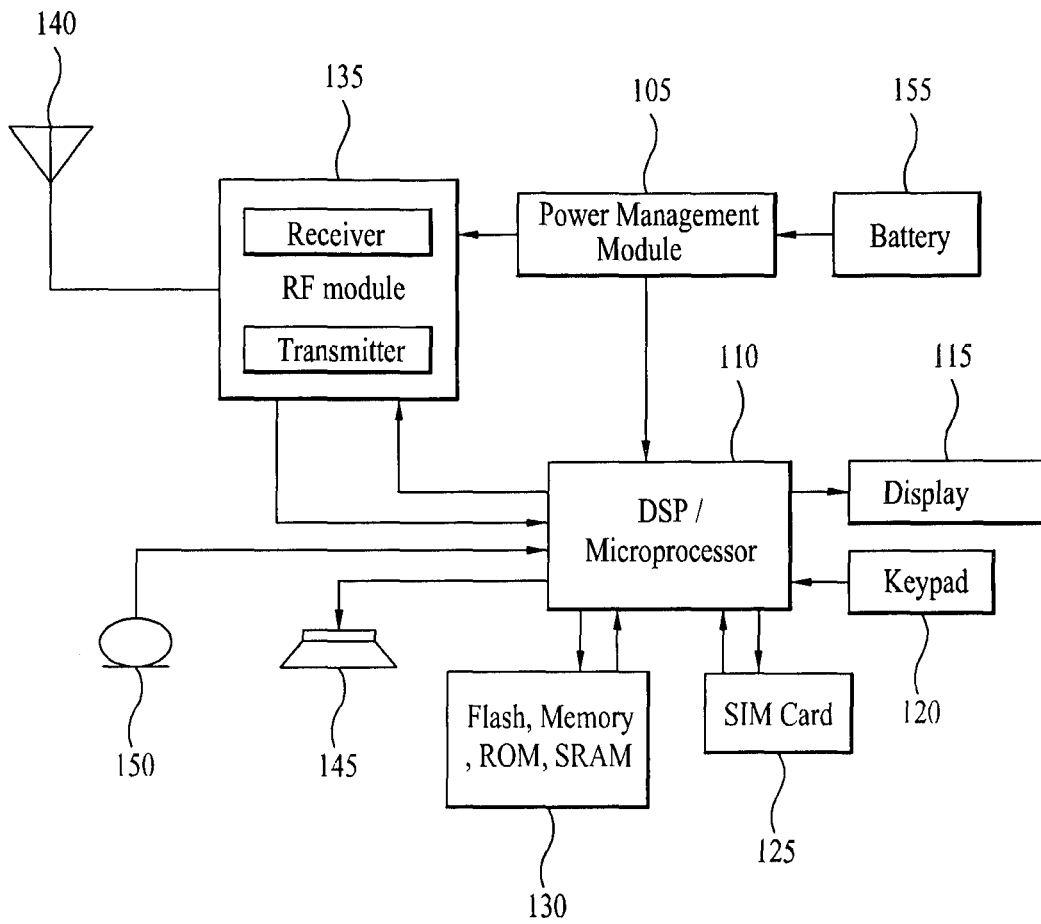 140
135
105
155
Receiver
RF module
Transmitter
Power Management
Module
Battery
110
115
DSP /
Microprocessor
Display
Keypad
120
150
145
Flash, Memory
, ROM, SRAM
130
SIM Card
125